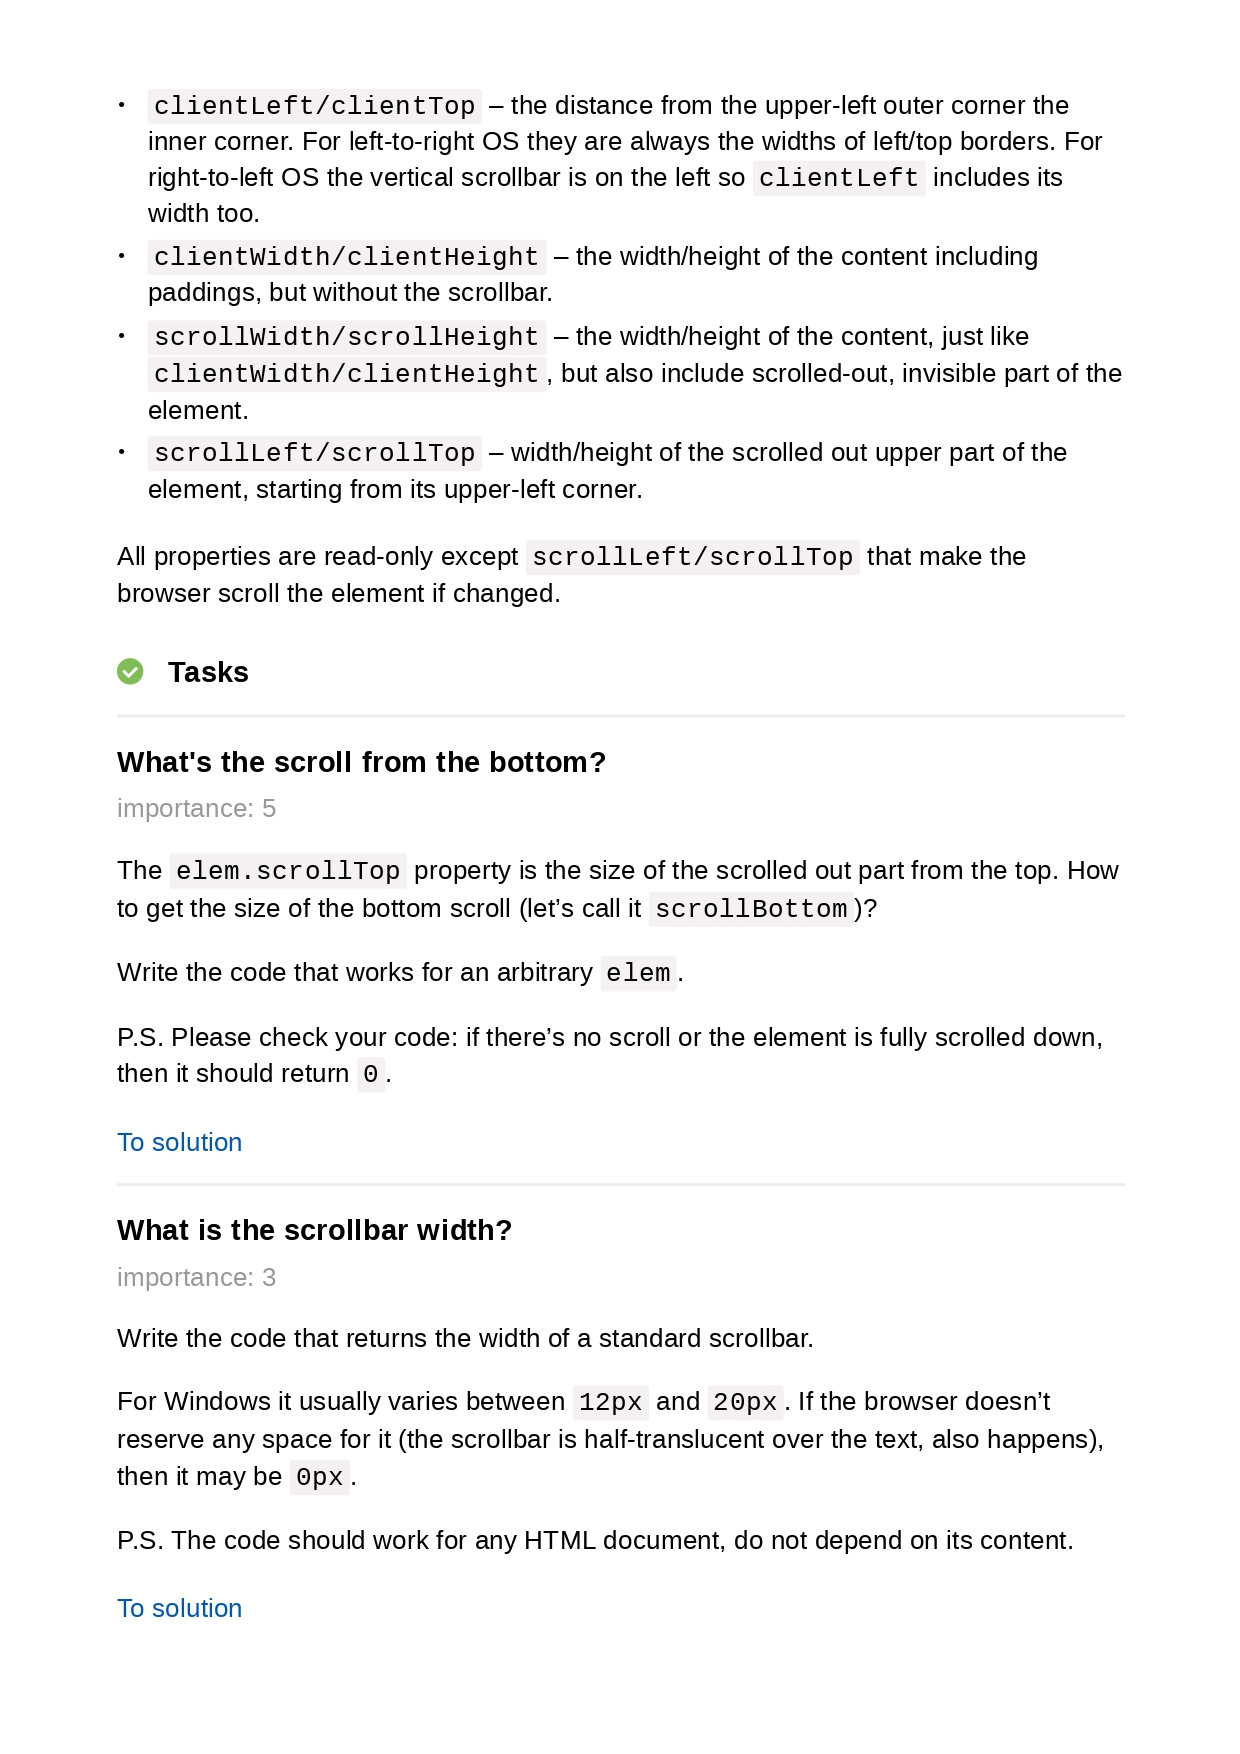 • clientLeft/clientTop – the distance from the upper-left outer corner the
inner corner. For left-to-right OS they are always the widths of left/top borders. For
right-to-left OS the vertical scrollbar is on the left so clientLeft includes its
width too.
• clientWidth/clientHeight – the width/height of the content including
paddings, but without the scrollbar.
• scrollWidth/scrollHeight – the width/height of the content, just like
clientWidth/clientHeight, but also include scrolled-out, invisible part of the
element.
• scrollLeft/scrollTop – width/height of the scrolled out upper part of the
element, starting from its upper-left corner.
All properties are read-only except scrollLeft/scrollTop that make the
browser scroll the element if changed.
Tasks
What's the scroll from the bottom?
importance: 5
The elem.scrollTop property is the size of the scrolled out part from the top. How
to get the size of the bottom scroll (let’s call it scrollBottom)?
Write the code that works for an arbitrary elem.
P.S. Please check your code: if there’s no scroll or the element is fully scrolled down,
then it should return 0.
To solution
What is the scrollbar width?
importance: 3
Write the code that returns the width of a standard scrollbar.
For Windows it usually varies between 12px and 20px. If the browser doesn’t
reserve any space for it (the scrollbar is half-translucent over the text, also happens),
then it may be 0px.
P.S. The code should work for any HTML document, do not depend on its content.
To solution